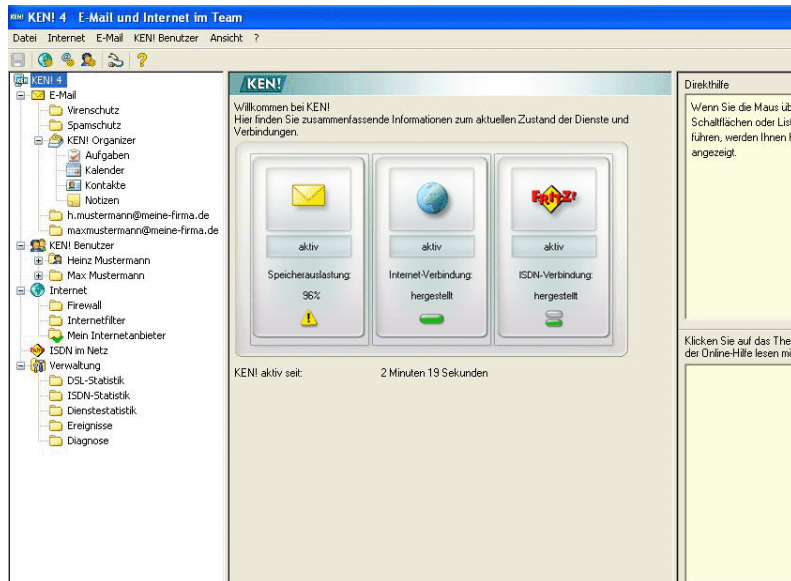 KEN! KEN! 4 E-Mail und Internet im Team
Datei Internet E-Mail KEN! Benutzer Ansicht ?
KEN! 4
E-Mail
Virenschutz
Spamschutz
KEN! Organizer
Aufgaben
Kalender
Kontakte
Notizen
h.mustermann@meine-firma.de
maxmustermann@meine-firma.de
KEN! Benutzer
Heinz Mustermann
Max Mustermann
Internet
Firewall
Internetfilter
Mein Internetanbieter
ISDN im Netz
Verwaltung
DSL-Statistik
ISDN-Statistik
Dienstestatistik
Ereignisse
Diagnose
KEN!
Willkommen bei KEN!
Hier finden Sie zusammenfassende Informationen zum aktuellen Zustand der Dienste und
Verbindungen.
FRITZ!
aktiv aktiv aktiv
Speicherauslastung: Internet-Verbindung: ISDN-Verbindung:
96% hergestellt hergestellt
KEN! aktiv seit: 2 Minuten 19 Sekunden
Direkthilfe
Wenn Sie die Maus üb
Schaltflächen oder Lis
führen, werden Ihnen
angezeigt.
Klicken Sie auf das The
der Online-Hilfe lesen mö